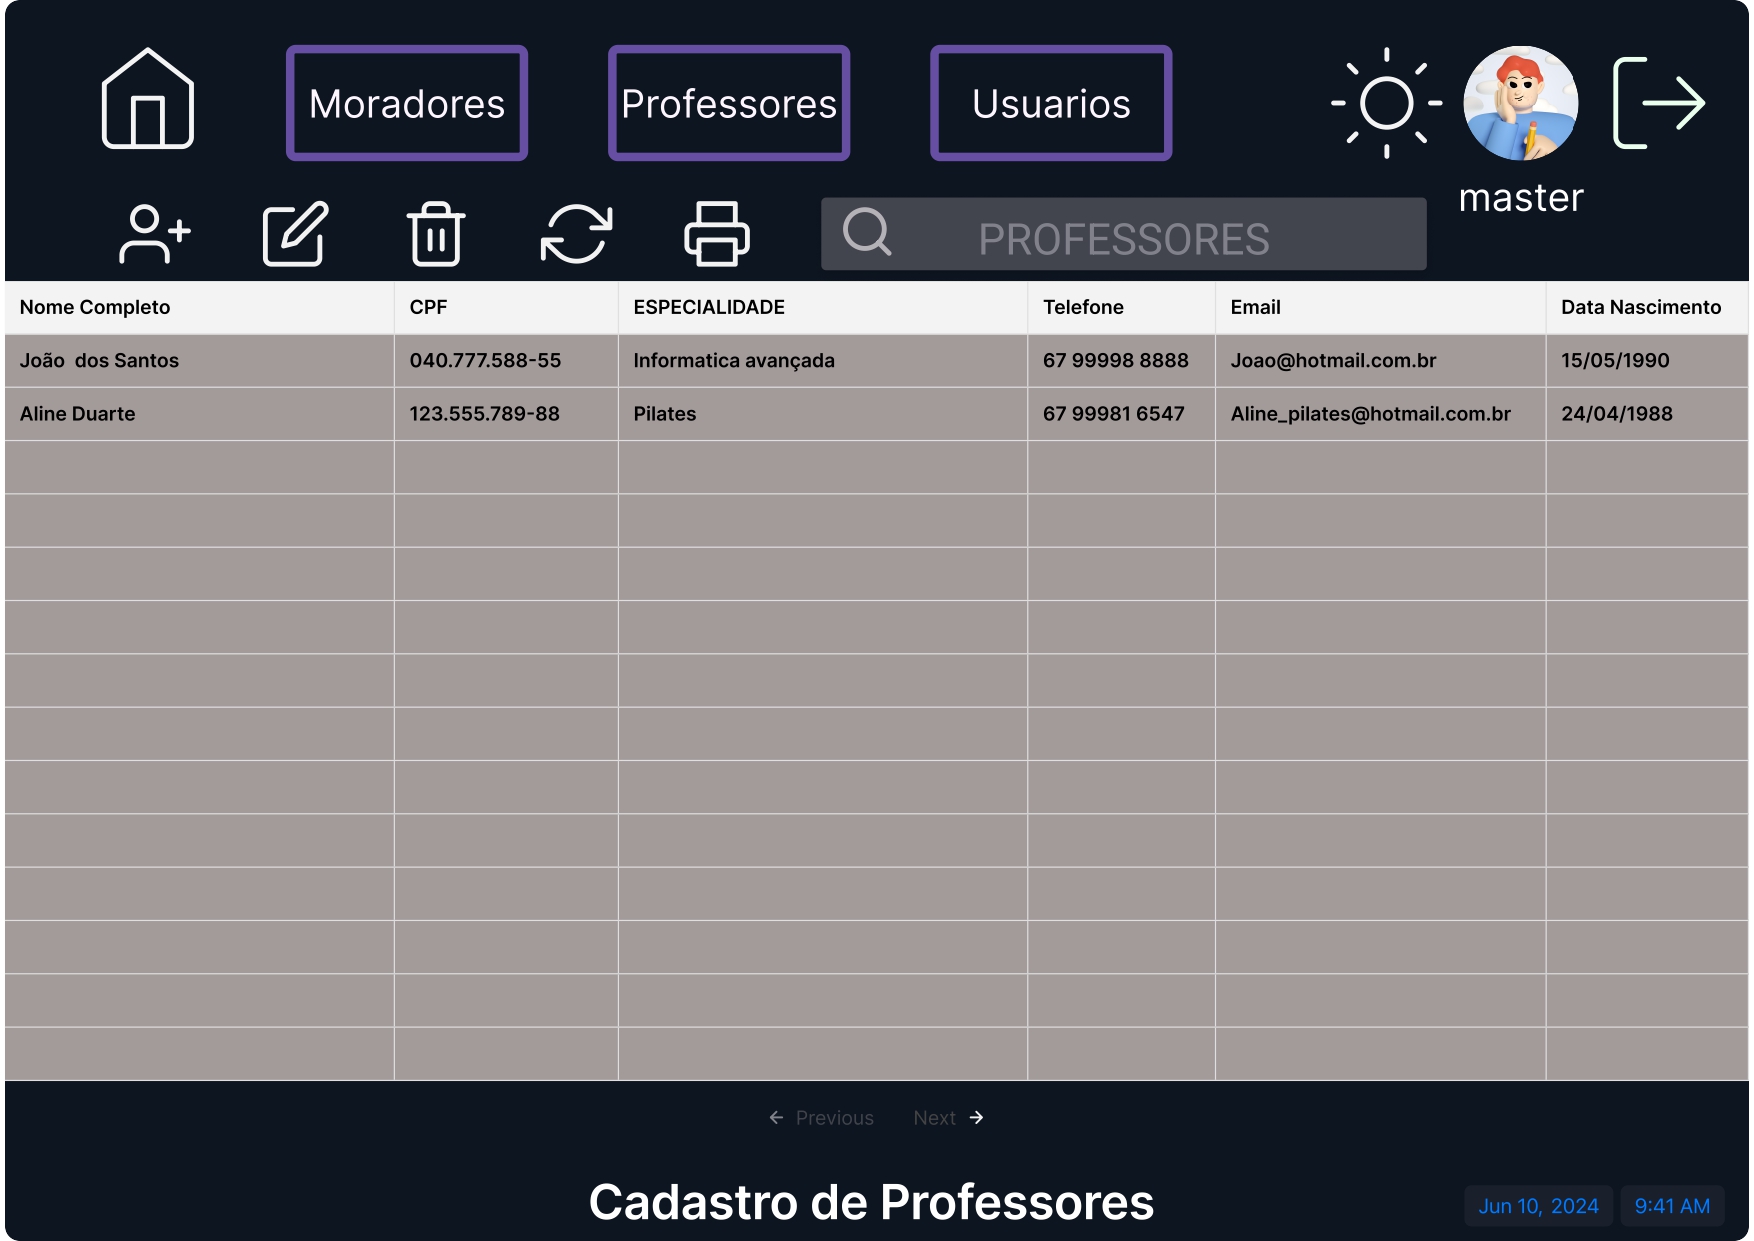 Moradores Professores Usuarios
master
PROFESSORES
Nome Completo CPF ESPECIALIDADE Telefone Email Data Nascimento
João  dos Santos 040.777.588-55 Informatica avançada 67 99998 8888 Joao@hotmail.com.br 15/05/1990
Aline Duarte 123.555.789-88 Pilates 67 99981 6547 Aline_pilates@hotmail.com.br 24/04/1988
Previous Next
Cadastro de Professores
Jun 10, 2024 9:41 AM